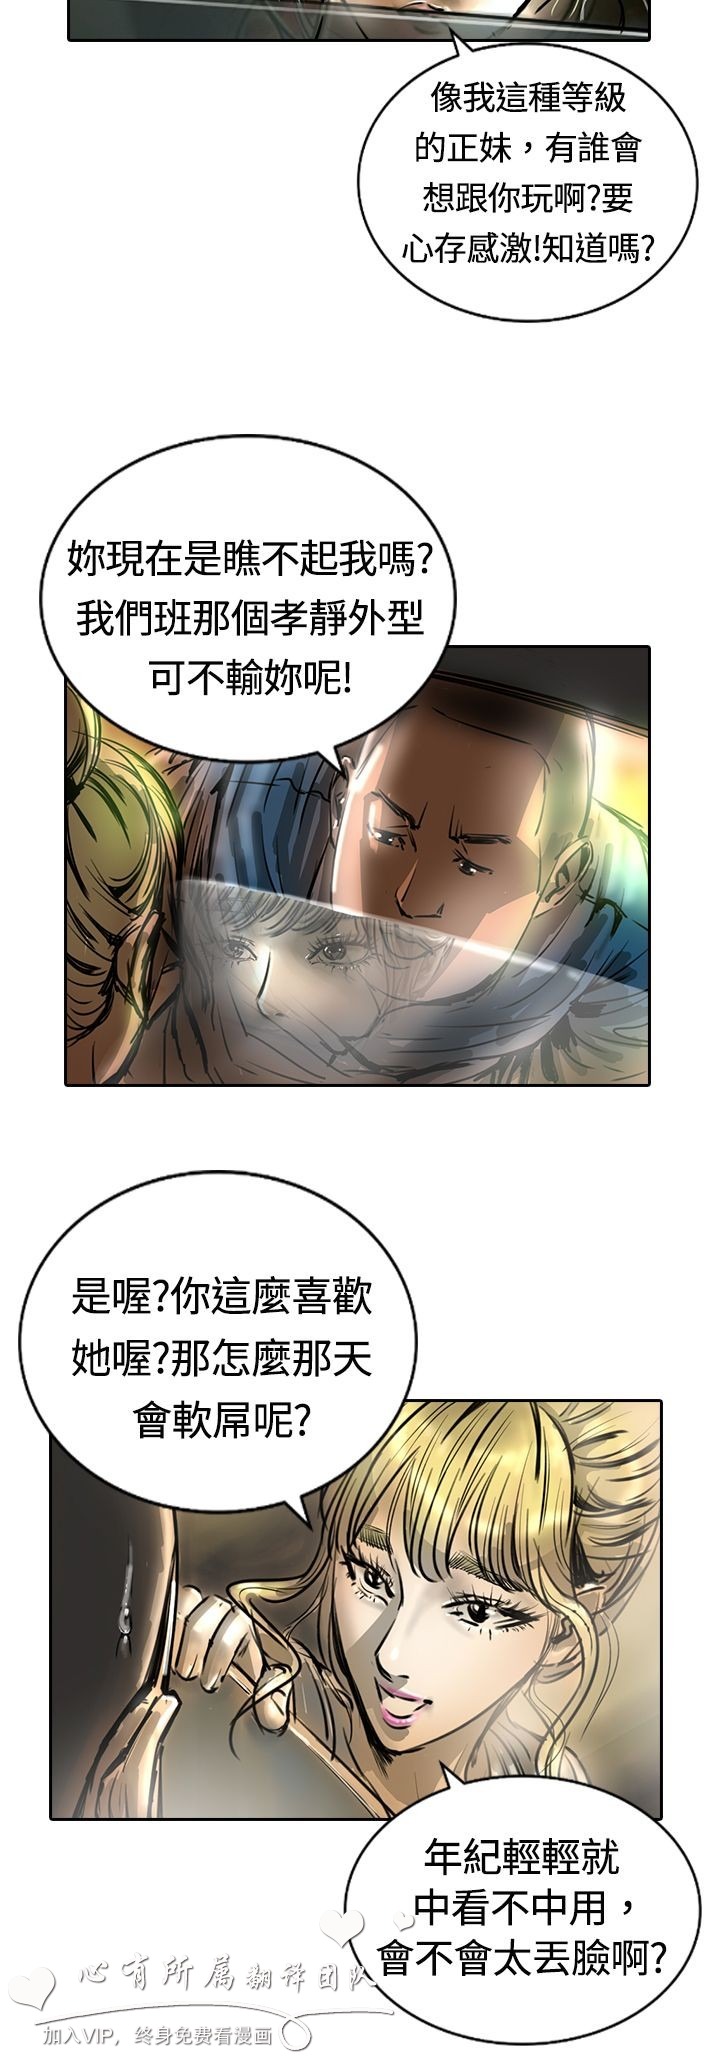 像我這種等級
的正妹，有誰會
想跟你玩啊?要
心存感激!知道嗎?
妳現在是瞧不起我嗎?
我們班那個孝靜外型
可不輸妳呢!
是喔?你這麼喜歡
她喔?那怎麼那天
會軟屌呢?
年紀輕輕就
中看不中用，
會不會太丟臉啊?
心有所属翻译团队
加入VIP，终身免费看漫画